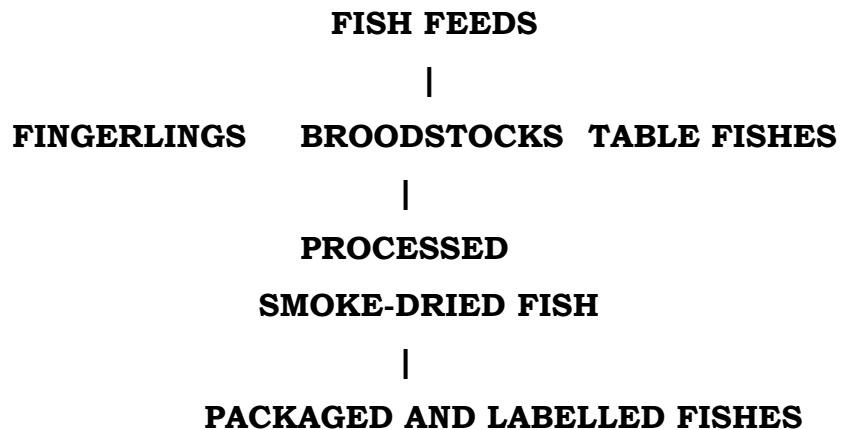 FISH FEEDS
|
FINGERLINGS BROODSTOCKS TABLE FISHES
|
PROCESSED
SMOKE-DRIED FISH
|
PACKAGED AND LABELLED FISHES